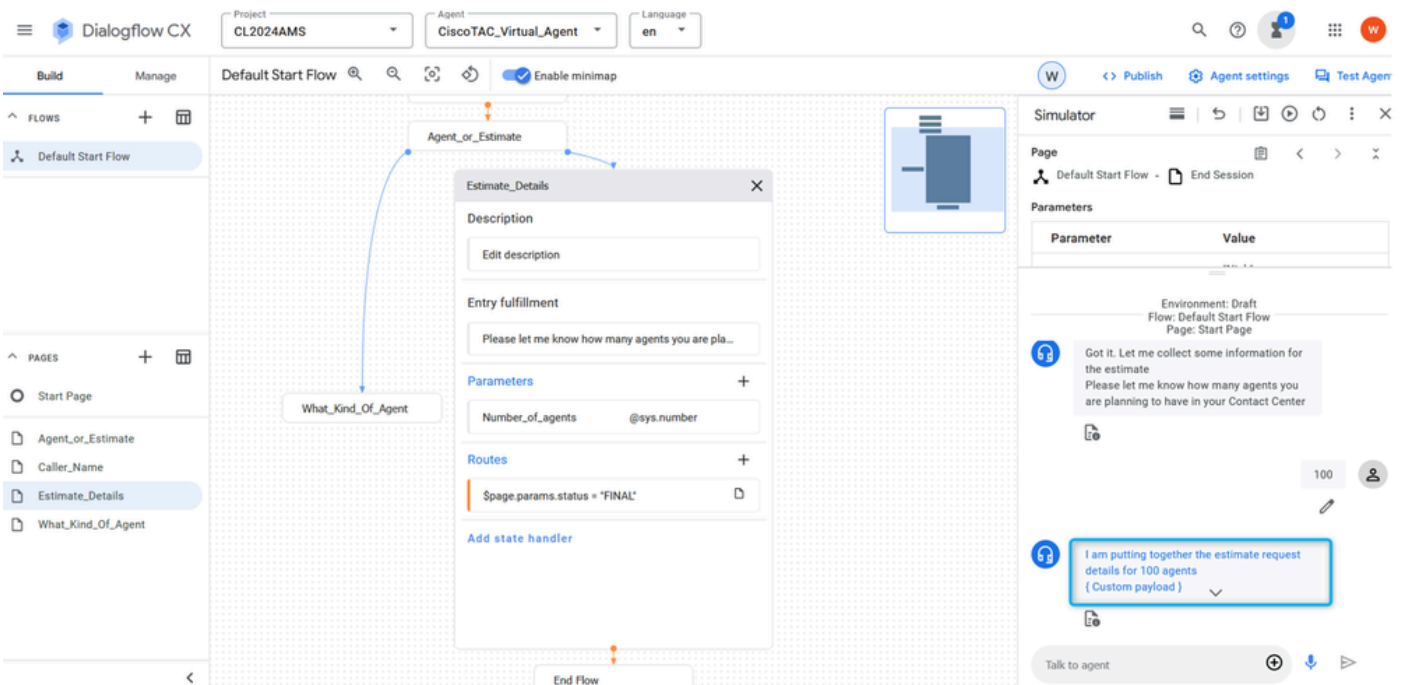 Dialogflow CX
Project
CL2024AMS
Agent
CiscoTAC_Virtual_Agent
Language
en
1
W
Build
Manage
Default Start Flow
Enable minimap
W
<> Publish
Agent settings
Test Agen
FLOWS
Default Start Flow
PAGES
Start Page
Agent_or_Estimate
Caller_Name
Estimate_Details
What_Kind_Of_Agent
Agent_or_Estimate
What_Kind_Of_Agent
Estimate_Details
Description
Edit description
Entry fulfillment
Please let me know how many agents you are pla...
Parameters
Number_of_agents @sys.number
Routes
$page.params.status = "FINAL"
Add state handler
End Flow
Simulator
Page
Default Start Flow - End Session
Parameters
Parameter Value
Environment: Draft
Flow: Default Start Flow
Page: Start Page
Got it. Let me collect some information for
the estimate
Please let me know how many agents you
are planning to have in your Contact Center
100
I am putting together the estimate request
details for 100 agents
{ Custom payload }
Talk to agent